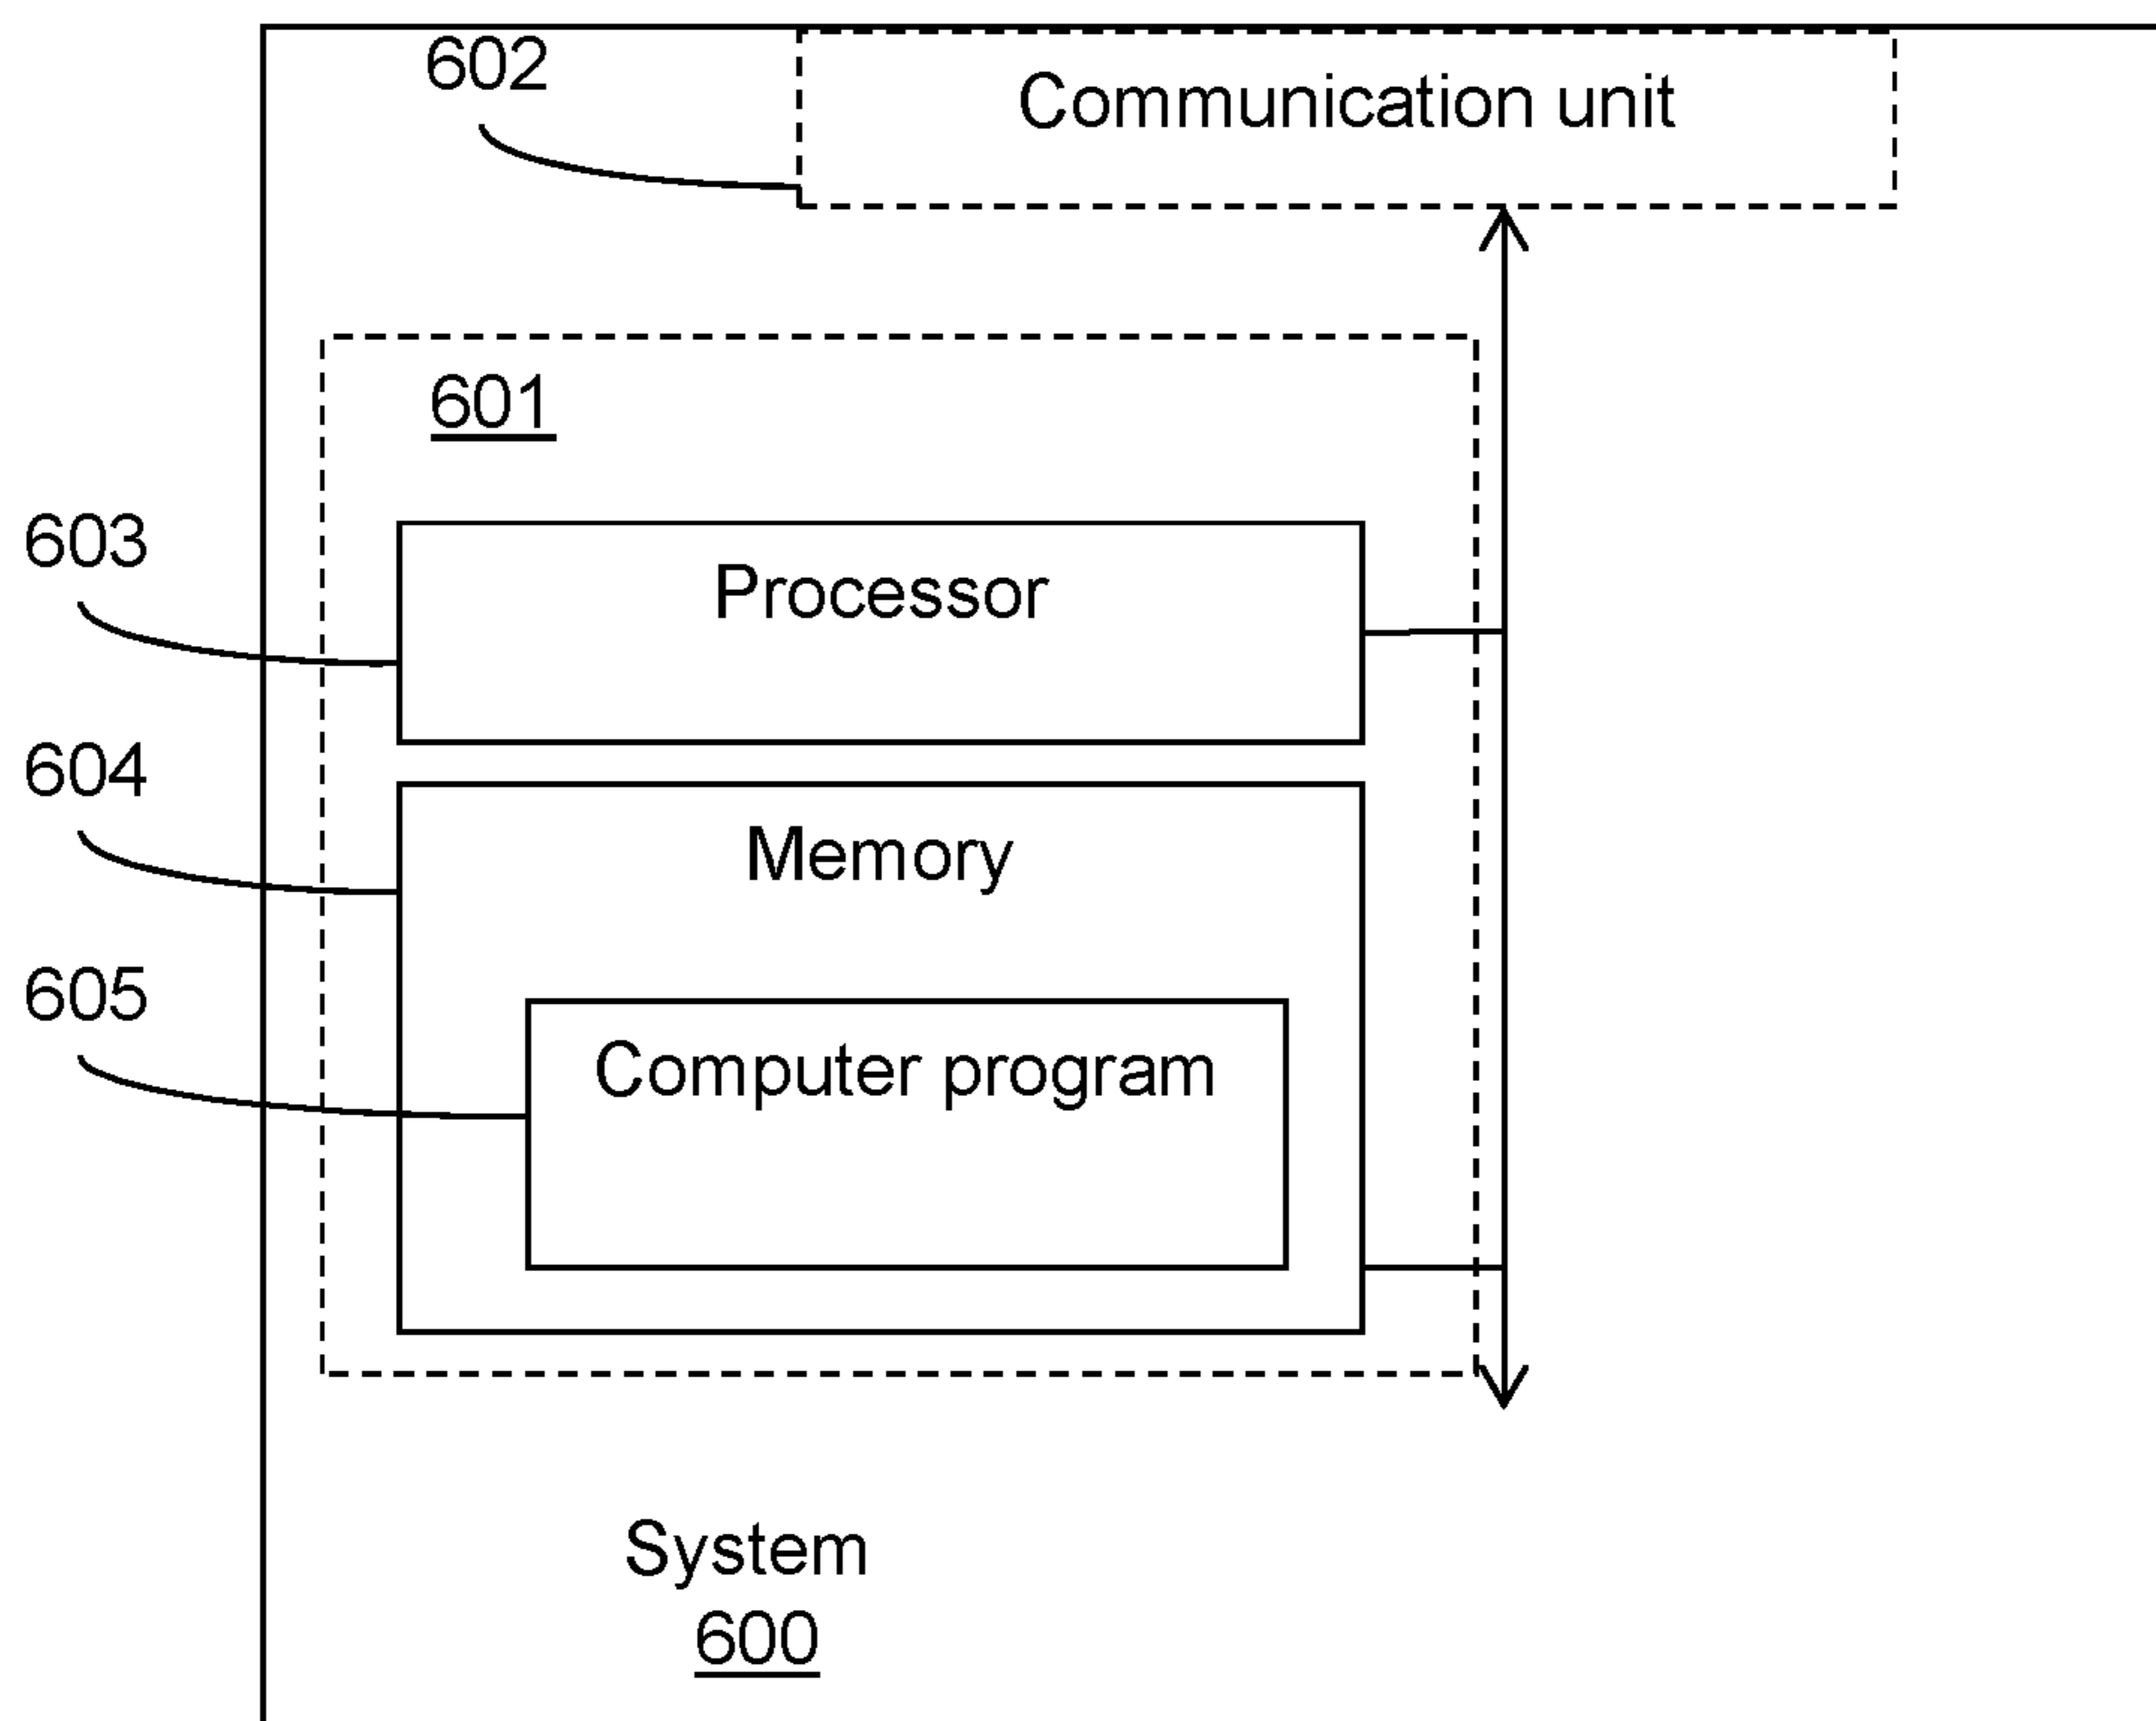 602
Communication unit
601
603
Processor
604
Memory
605
Computer program
System
600